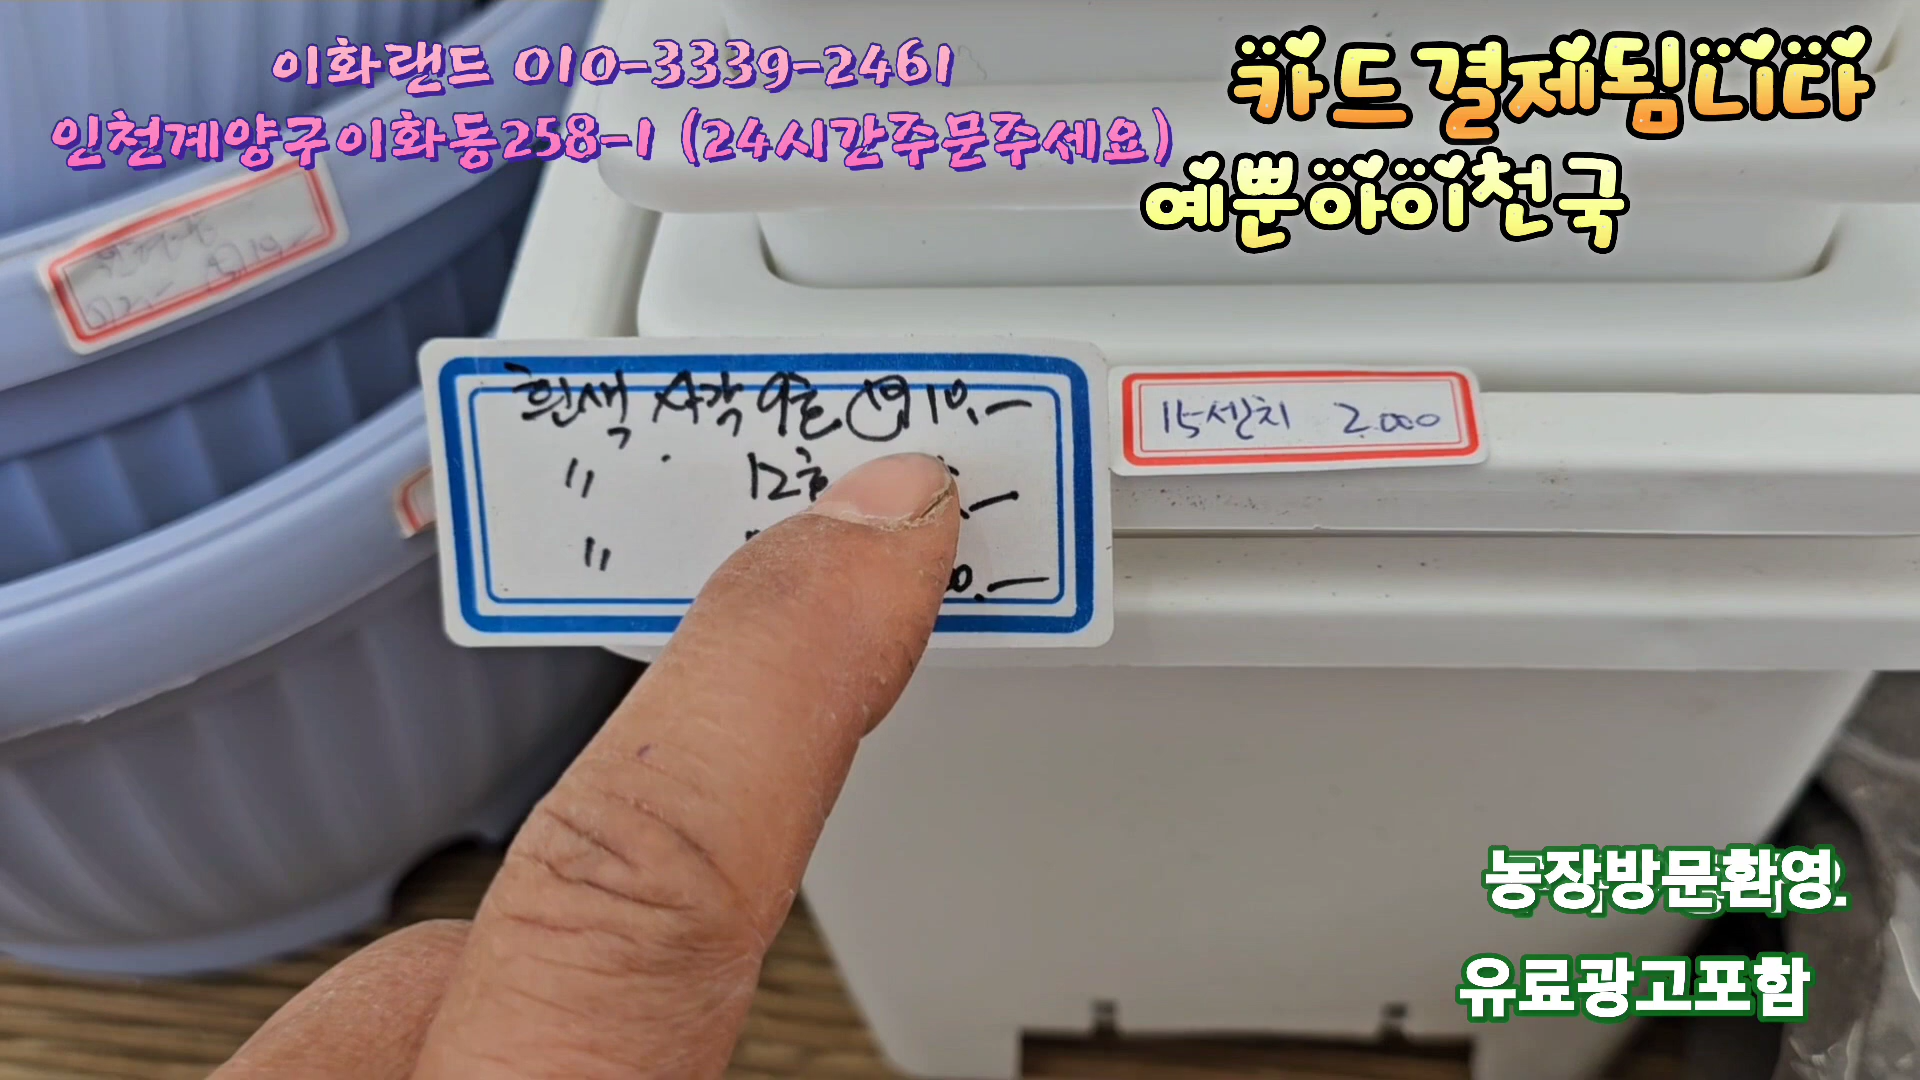 이화랜드 010-3339-2461
인천계양구이화동258-1 (24시간주문주세요)
카드결제됩니다
예쁜아이천국
흰색 사각 9호 10.-
" 12호
"
0.-
15센치 2.000
농장방문환영.
유료광고포함